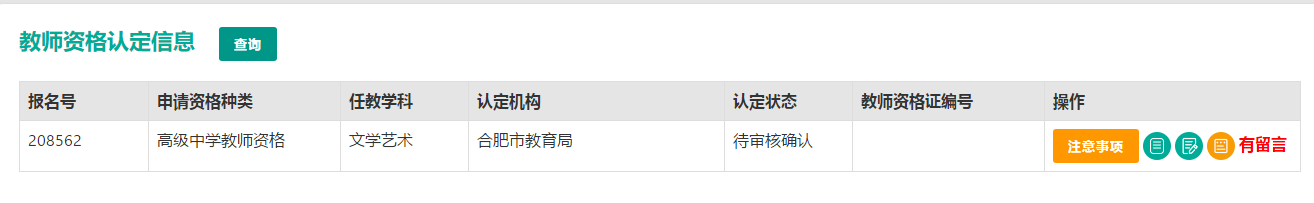 教师资格认定信息 查询
报名号 申请资格种类 任教学科 认定机构 认定状态 教师资格证编号 操作
208562 高级中学教师资格 文学艺术 合肥市教育局 待审核确认 注意事项 有留言